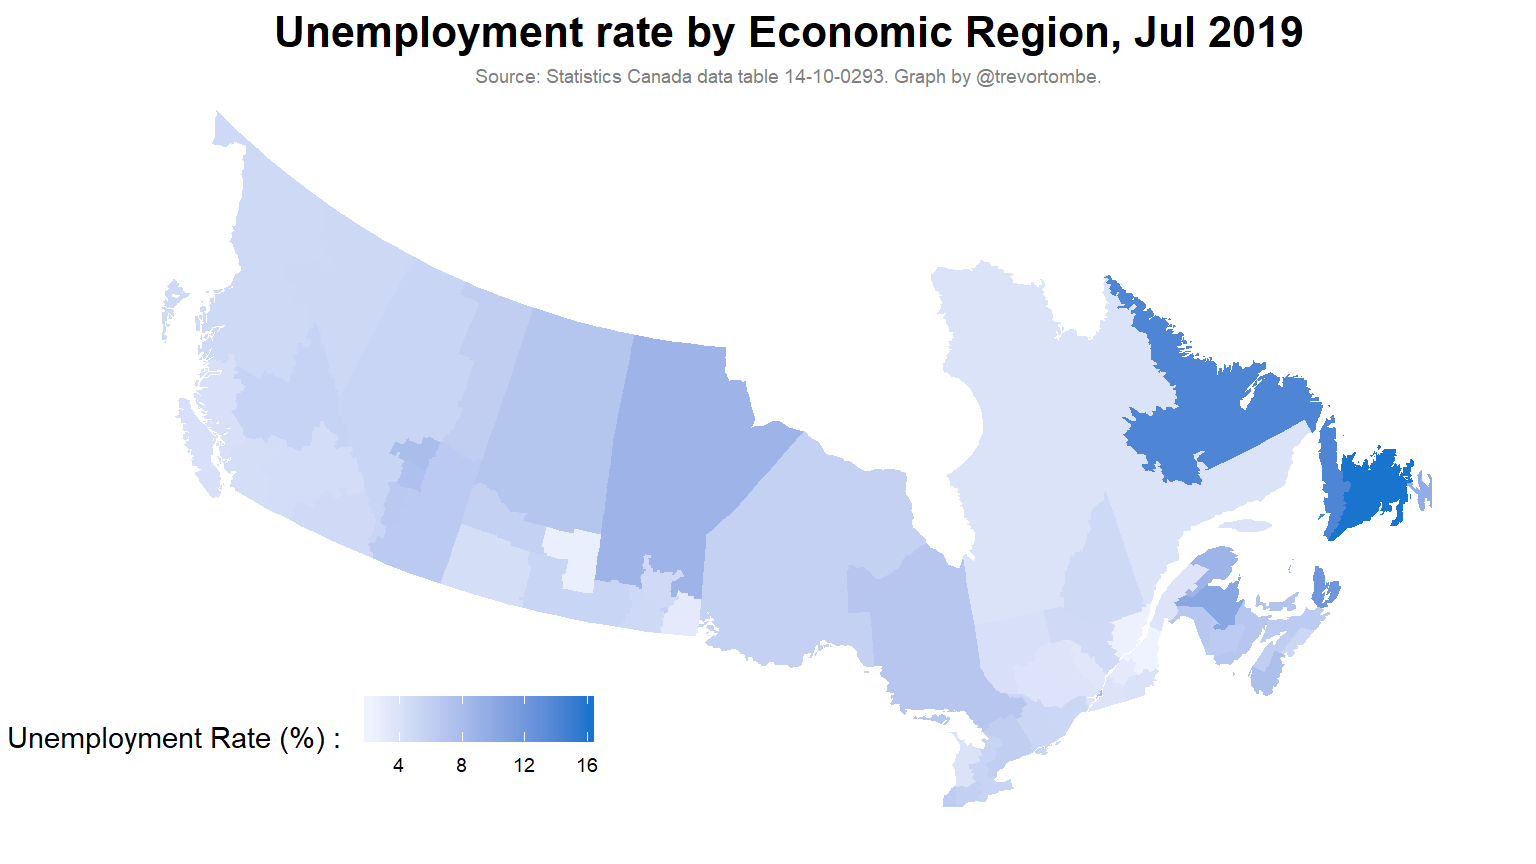 Unemployment rate by Economic Region, Jul 2019
Source: Statistics Canada data table 14-10-0293. Graph by @trevortombe.
Unemployment Rate (%) :
4 8 12 16